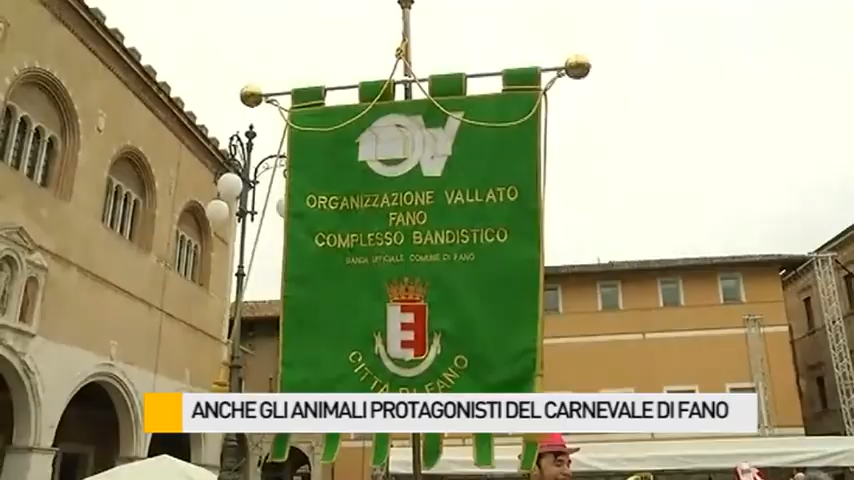 OV
ORGANIZZAZIONE VALLATO
FANO
COMPLESSO BANDISTICO
BANDA UFFICIALE COMUNE DI FANO
CITTÀ DI FANO
ANCHE GLI ANIMALI PROTAGONISTI DEL CARNEVALE DI FANO